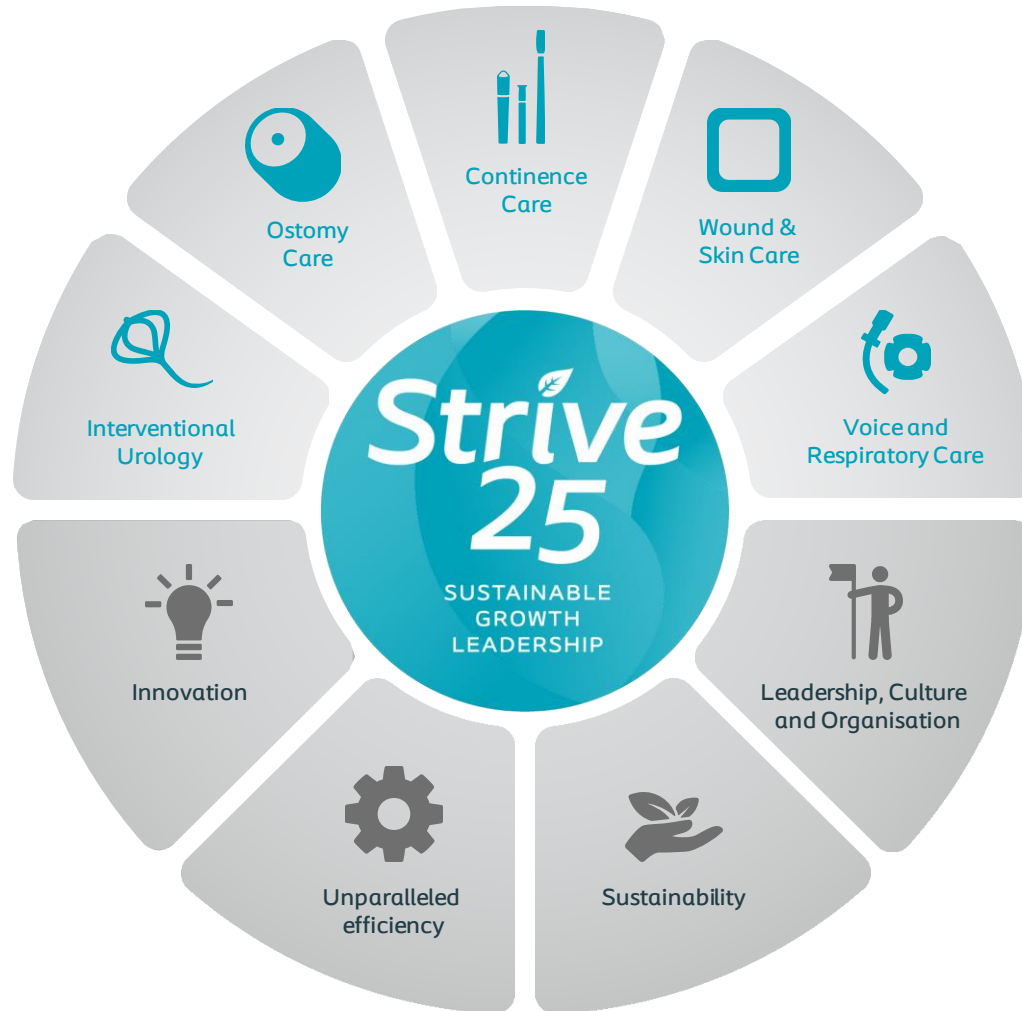 Continence
Care
Ostomy
Care
Wound &
Skin Care
Interventional
Urology
Voice and
Respiratory Care
Strive
25
SUSTAINABLE
GROWTH
LEADERSHIP
Innovation
Leadership, Culture
and Organisation
Unparalleled
efficiency
Sustainability